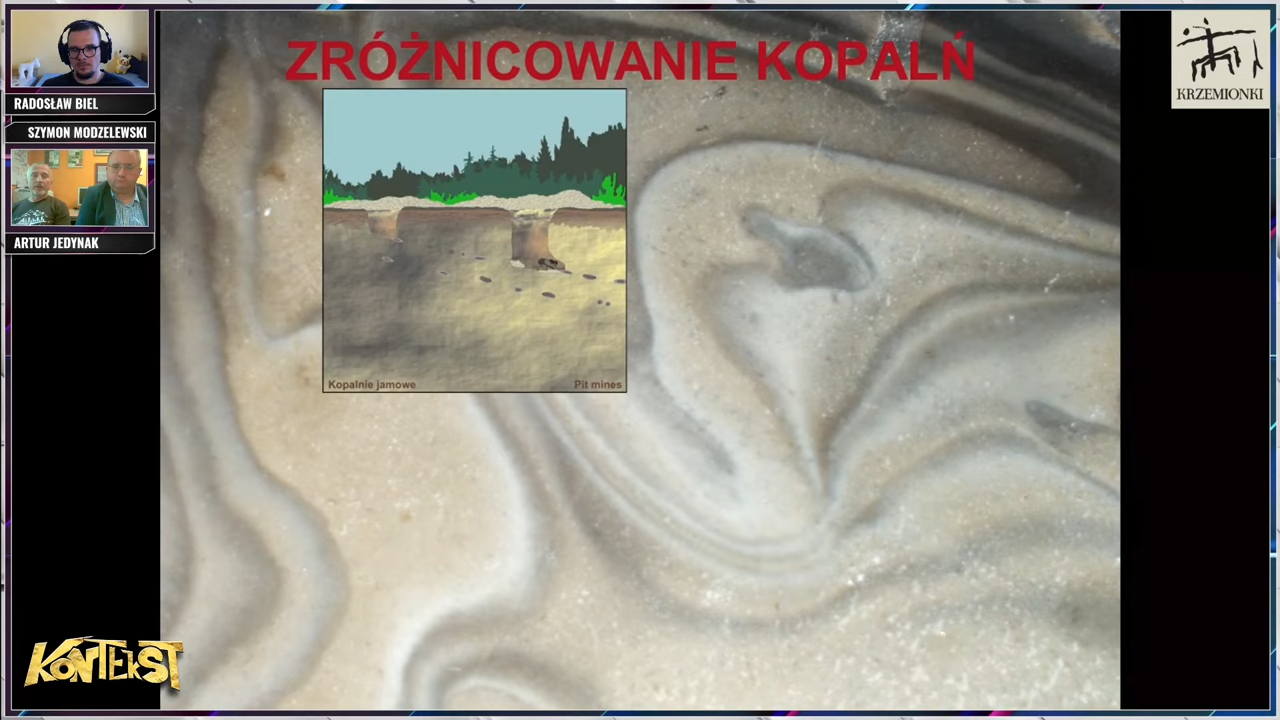 ZRÓŻNICOWANIE KOPALŃ
KRZEMIONKI
RADOSŁAW BIEL
SZYMON MODZELEWSKI
ARTUR JEDYNAK
Kopalnie jamowe
Pit mines
KONTEKST